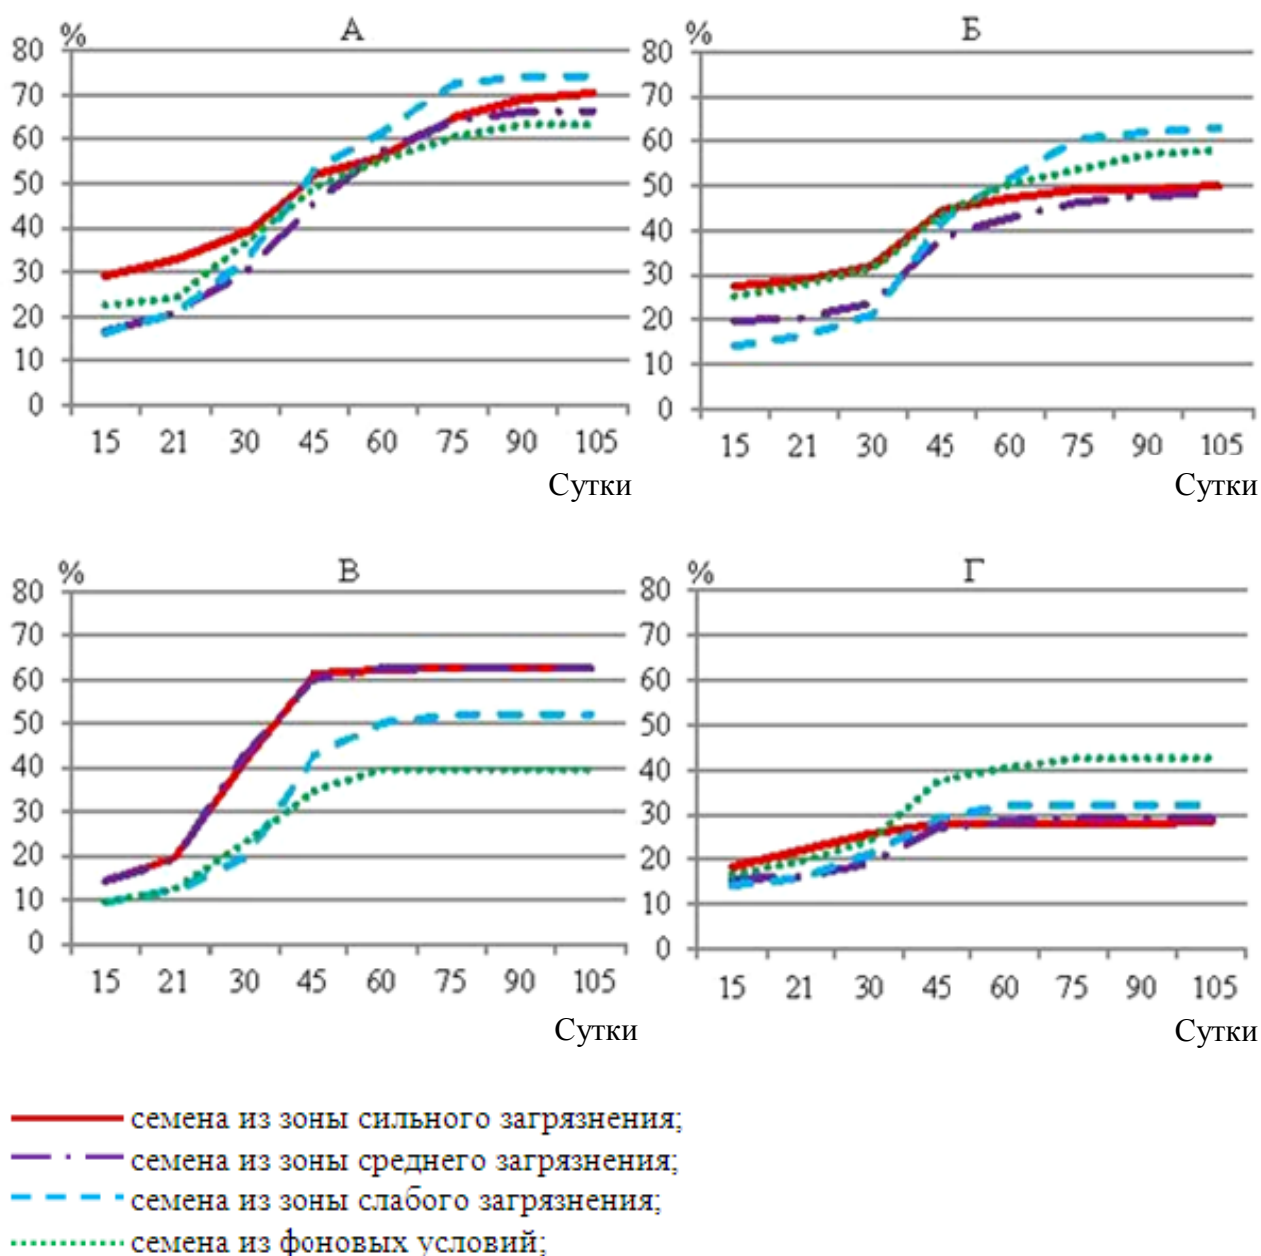 А
%
80
70
60
50
40
30
20
10
0
15 21 30 45 60 75 90 105
Сутки
Б
%
80
70
60
50
40
30
20
10
0
15 21 30 45 60 75 90 105
Сутки
В
%
80
70
60
50
40
30
20
10
0
15 21 30 45 60 75 90 105
Сутки
Г
%
80
70
60
50
40
30
20
10
0
15 21 30 45 60 75 90 105
Сутки
семена из зоны сильного загрязнения;
семена из зоны среднего загрязнения;
семена из зоны слабого загрязнения;
семена из фоновых условий;